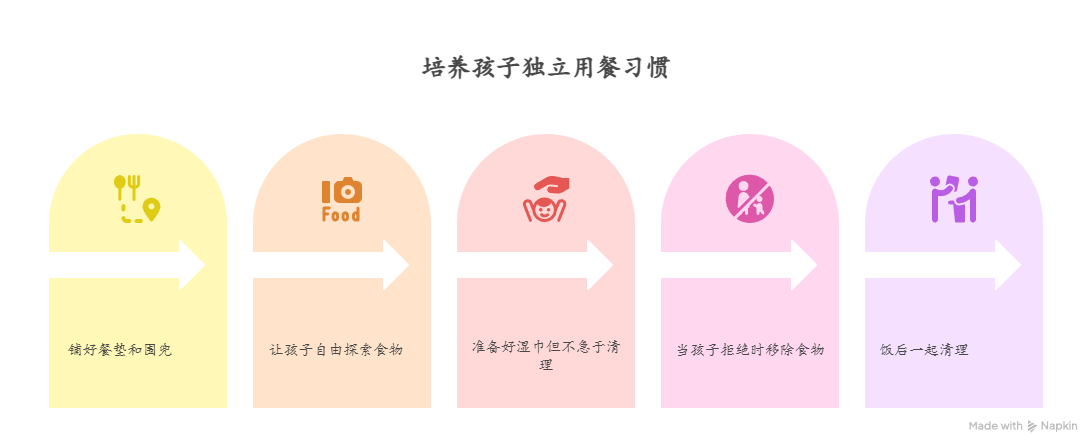 培养孩子独立用餐习惯
Food
铺好餐垫和围兜
让孩子自由探索食物
准备好湿巾但不急于清
理
当孩子拒绝时移除食物
饭后一起清理
Made with Napkin